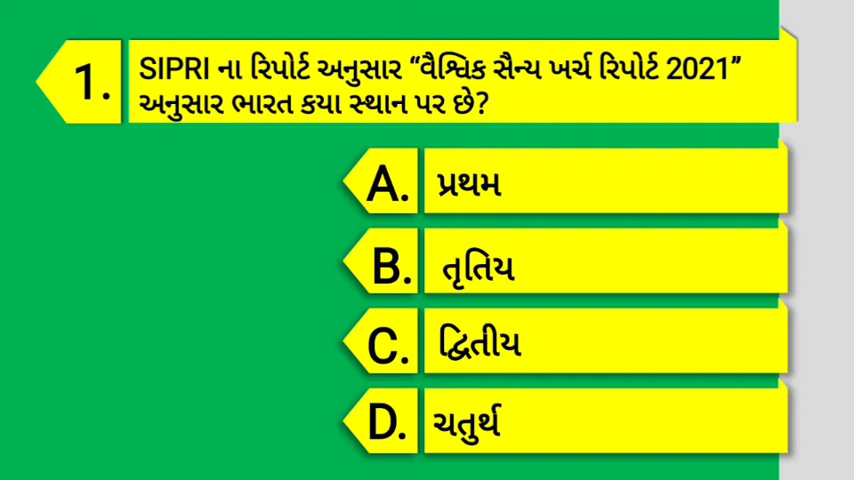 1. SIPRI ના રિપોર્ટ અનુસાર “વૈશ્વિક સૈન્ય ખર્ચ રિપોર્ટ 2021”
અનુસાર ભારત કયા સ્થાન પર છે?
A. પ્રથમ
B. તૃતિય
C. દ્વિતીય
D. ચતુર્થ